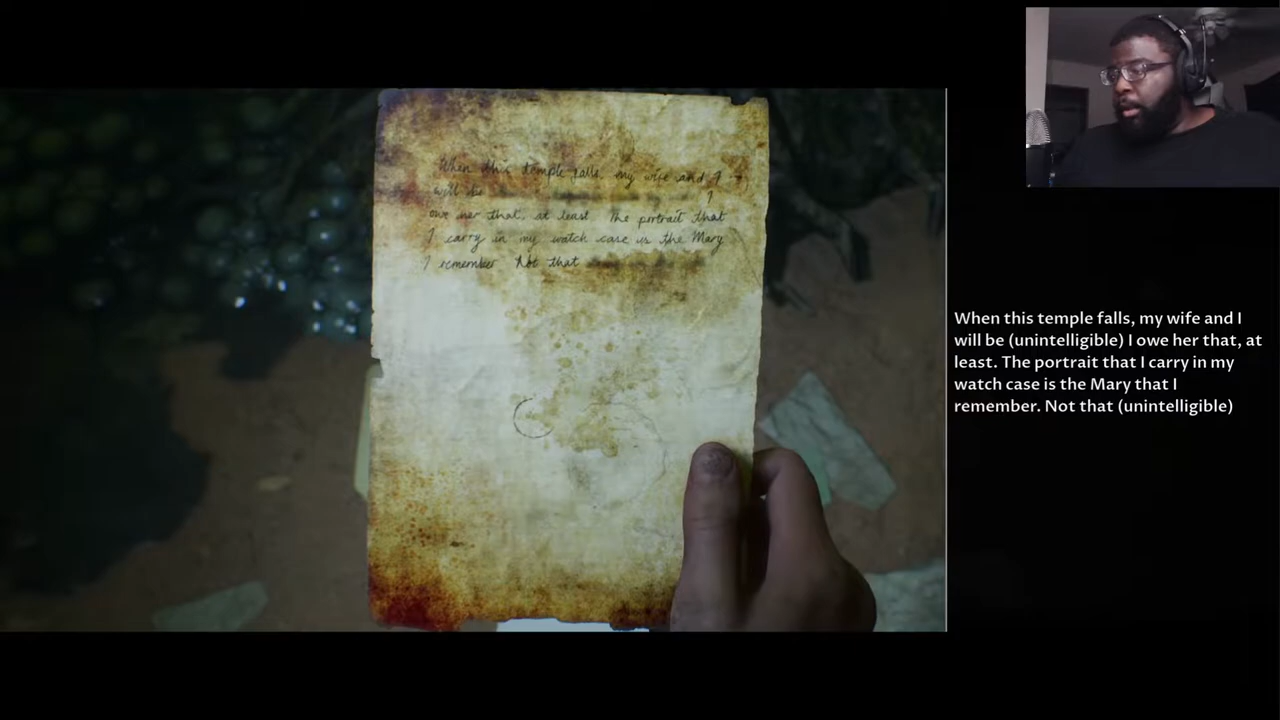 When this temple falls, my wife and I
will be
I
owe her that, at least. The portrait that
I carry in my watch case is the Mary
I remember. Not that
When this temple falls, my wife and I
will be (unintelligible) I owe her that, at
least. The portrait that I carry in my
watch case is the Mary that I
remember. Not that (unintelligible)